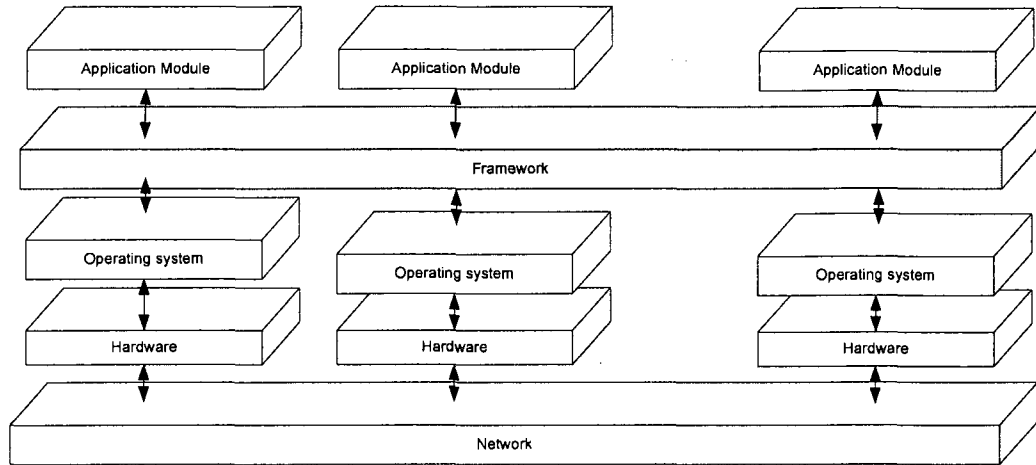 Application Module
Application Module
Application Module
Framework
Operating system
Operating system
Operating system
Hardware
Hardware
Hardware
Network